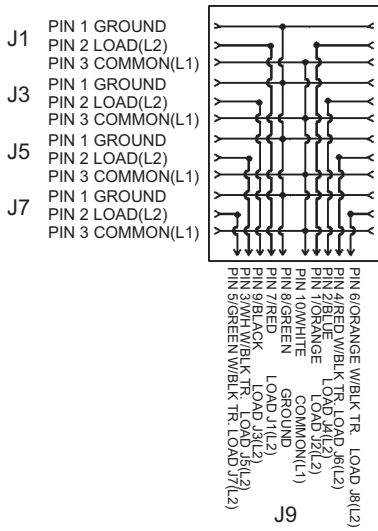 J1
PIN 1 GROUND
PIN 2 LOAD(L2)
PIN 3 COMMON(L1)
J3
PIN 1 GROUND
PIN 2 LOAD(L2)
PIN 3 COMMON(L1)
J5
PIN 1 GROUND
PIN 2 LOAD(L2)
PIN 3 COMMON(L1)
J7
PIN 1 GROUND
PIN 2 LOAD(L2)
PIN 3 COMMON(L1)
PIN 5/GREEN W/BLK TR. LOAD J7(L2)
PIN 3/WH W/BLK TR. LOAD J5(L2)
PIN 9/BLACK LOAD J3(L2)
PIN 7/RED LOAD J1(L2)
PIN 8/GREEN GROUND
PIN 10/WHITE COMMON(L1)
PIN 1/ORANGE LOAD J2(L2)
PIN 2/BLUE LOAD J4(L2)
PIN 4/RED W/BLK TR. LOAD J6(L2)
PIN 6/ORANGE W/BLK TR. LOAD J8(L2)
J9